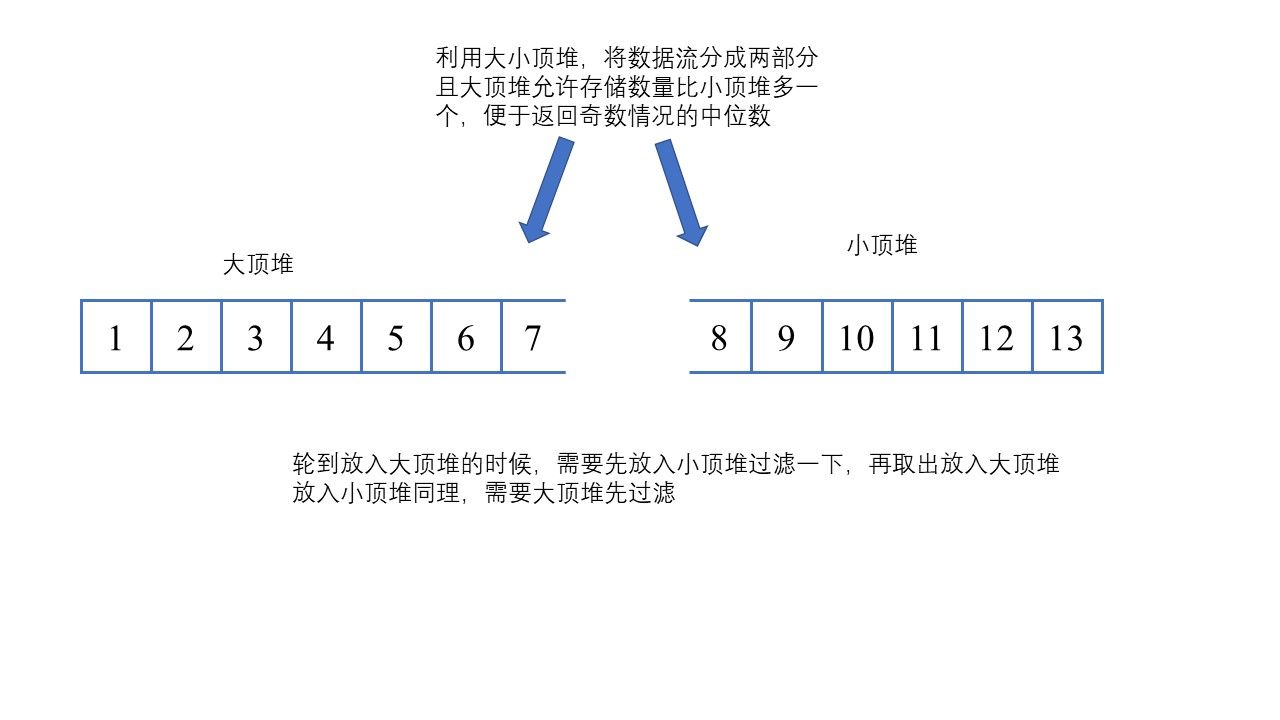 利用大小顶堆，将数据流分成两部分
且大顶堆允许存储数量比小顶堆多一
个，便于返回奇数情况的中位数
大顶堆
小顶堆
1 2 3 4 5 6 7
8 9 10 11 12 13
轮到放入大顶堆的时候，需要先放入小顶堆过滤一下，再取出放入大顶堆
放入小顶堆同理，需要大顶堆先过滤